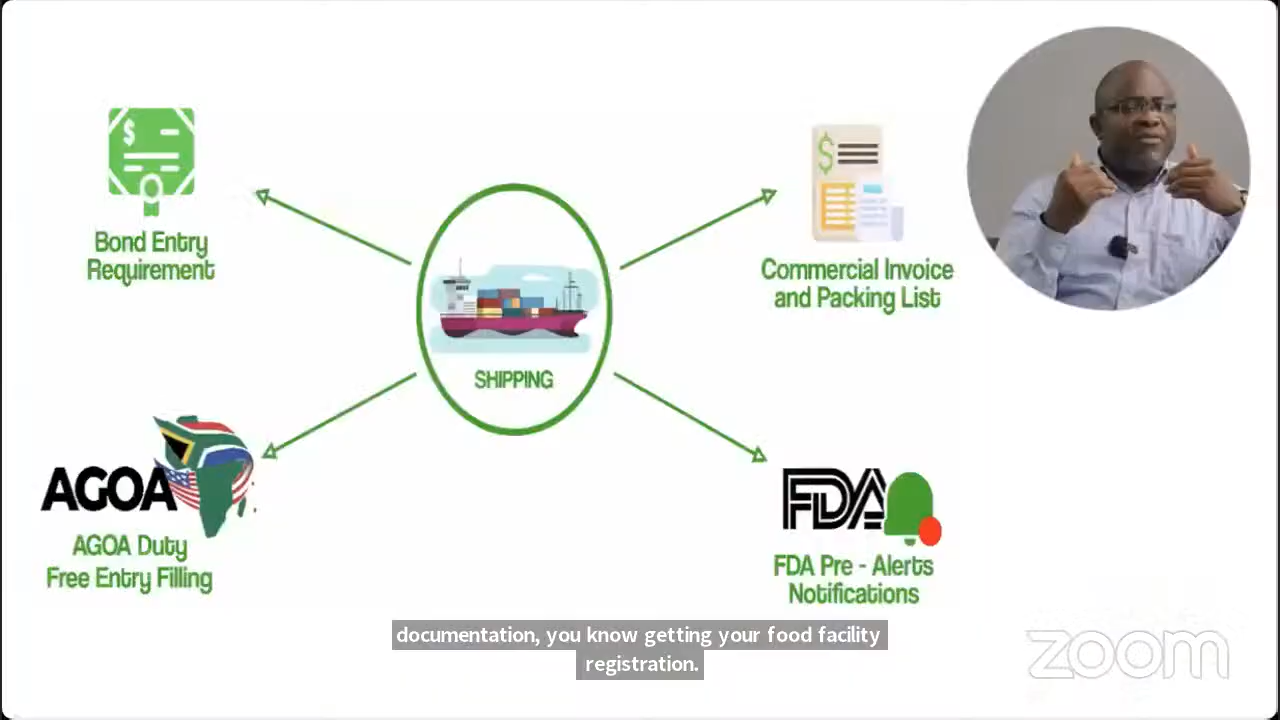 Bond Entry
Requirement
Commercial Invoice
and Packing List
SHIPPING
AGOA
AGOA Duty
Free Entry Filling
FDA
FDA Pre - Alerts
Notifications
documentation, you know getting your food facility
registration.
zoom